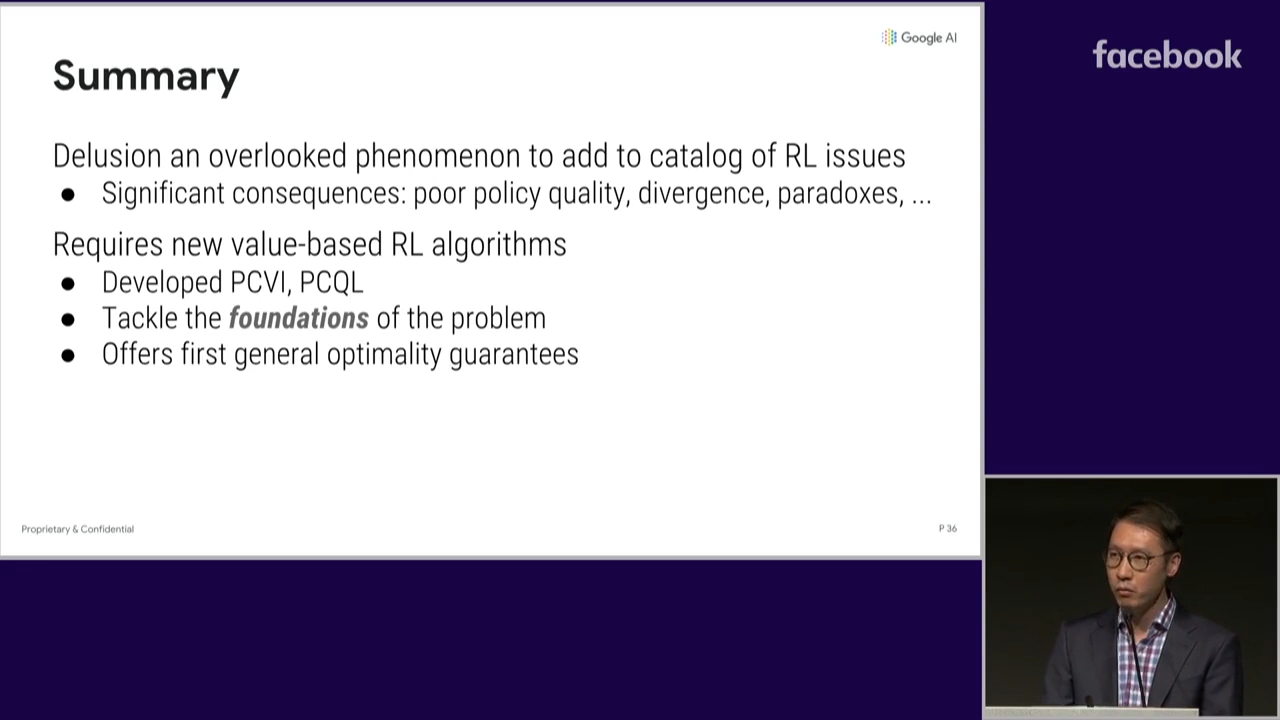 Google AI
facebook
Summary
Delusion an overlooked phenomenon to add to catalog of RL issues
● Significant consequences: poor policy quality, divergence, paradoxes, ...
Requires new value-based RL algorithms
● Developed PCVI, PCQL
● Tackle the foundations of the problem
● Offers first general optimality guarantees
Proprietary & Confidential
P 36